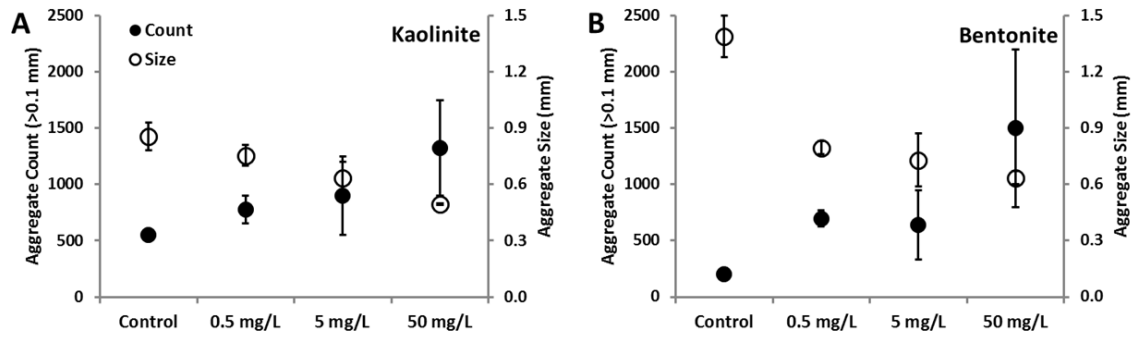 A
Kaolinite
Count
Size
Aggregate Count (>0.1 mm)
2500
2000
1500
1000
500
0
Aggregate Size (mm)
1.5
1.2
0.9
0.6
0.3
0.0
Control 0.5 mg/L 5 mg/L 50 mg/L
B
Bentonite
Aggregate Count (>0.1 mm)
2500
2000
1500
1000
500
0
Aggregate Size (mm)
1.5
1.2
0.9
0.6
0.3
0.0
Control 0.5 mg/L 5 mg/L 50 mg/L